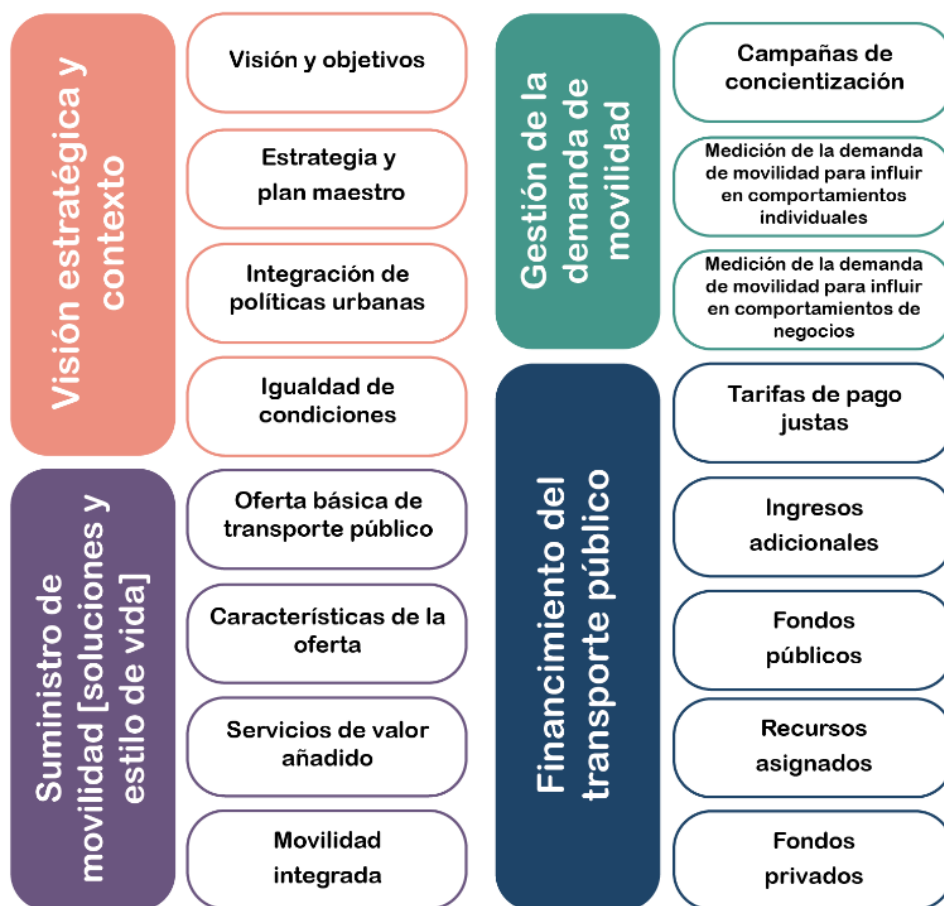 Visión estratégica y
contexto
Visión y objetivos
Estrategia y
plan maestro
Integración de
políticas urbanas
Igualdad de
condiciones
Suministro de
movilidad [soluciones y
estilo de vida]
Oferta básica de
transporte público
Características de la
oferta
Servicios de valor
añadido
Movilidad
integrada
Gestión de la
demanda de
movilidad
Campañas de
concientización
Medición de la demanda
de movilidad para influir
en comportamientos
individuales
Medición de la demanda
de movilidad para influir
en comportamientos de
negocios
Financimiento del
transporte público
Tarifas de pago
justas
Ingresos
adicionales
Fondos
públicos
Recursos
asignados
Fondos
privados